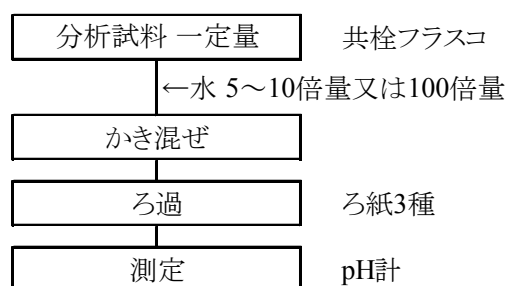 分析試料 一定量 共栓フラスコ
←水 5～10倍量又は100倍量
かき混ぜ
ろ過 ろ紙3種
測定 pH計